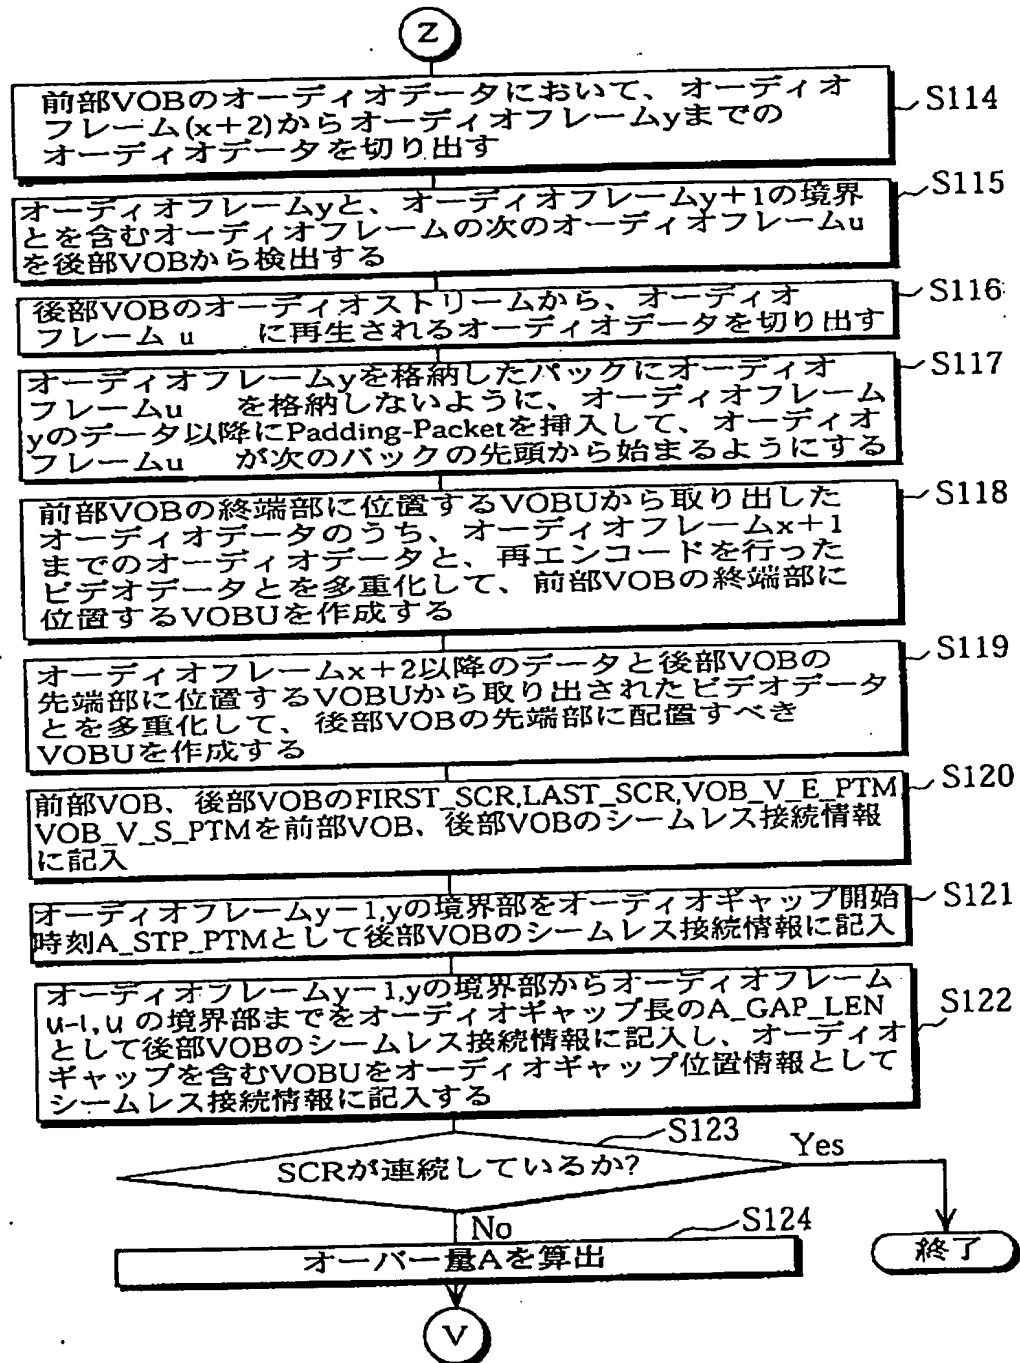 Z
前部VOBのオーディオデータにおいて、オーディオ
フレーム(x+2)からオーディオフレームyまでの
オーディオデータを切り出す
S114
オーディオフレームyと、オーディオフレームy+1の境界
とを含むオーディオフレームの次のオーディオフレームu
を後部VOBから検出する
S115
後部VOBのオーディオストリームから、オーディオ
フレーム u に再生されるオーディオデータを切り出す
S116
オーディオフレームyを格納したパックにオーディオ
フレームu を格納しないように、オーディオフレーム
yのデータ以降にPadding-Packetを挿入して、オーディオ
フレームu が次のパックの先頭から始まるようにする
S117
前部VOBの終端部に位置するVOBUから取り出した
オーディオデータのうち、オーディオフレームx+1
までのオーディオデータと、再エンコードを行った
ビデオデータとを多重化して、前部VOBの終端部に
位置するVOBUを作成する
S118
オーディオフレームx+2以降のデータと後部VOBの
先端部に位置するVOBUから取り出されたビデオデータ
とを多重化して、後部VOBの先端部に配置すべき
VOBUを作成する
S119
前部VOB、後部VOBのFIRST_SCR,LAST_SCR,VOB_V_E_PTM
VOB_V_S_PTMを前部VOB、後部VOBのシームレス接続情報
に記入
S120
オーディオフレームy-1,yの境界部をオーディオギャップ開始
時刻A_STP_PTMとして後部VOBのシームレス接続情報に記入
S121
オーディオフレームy-1,yの境界部からオーディオフレーム
u-1,u の境界部までをオーディオギャップ長のA_GAP_LEN
として後部VOBのシームレス接続情報に記入し、オーディオ
ギャップを含むVOBUをオーディオギャップ位置情報として
シームレス接続情報に記入する
S122
SCRが連続しているか?
S123
Yes
No
終了
オーバー量Aを算出
S124
V